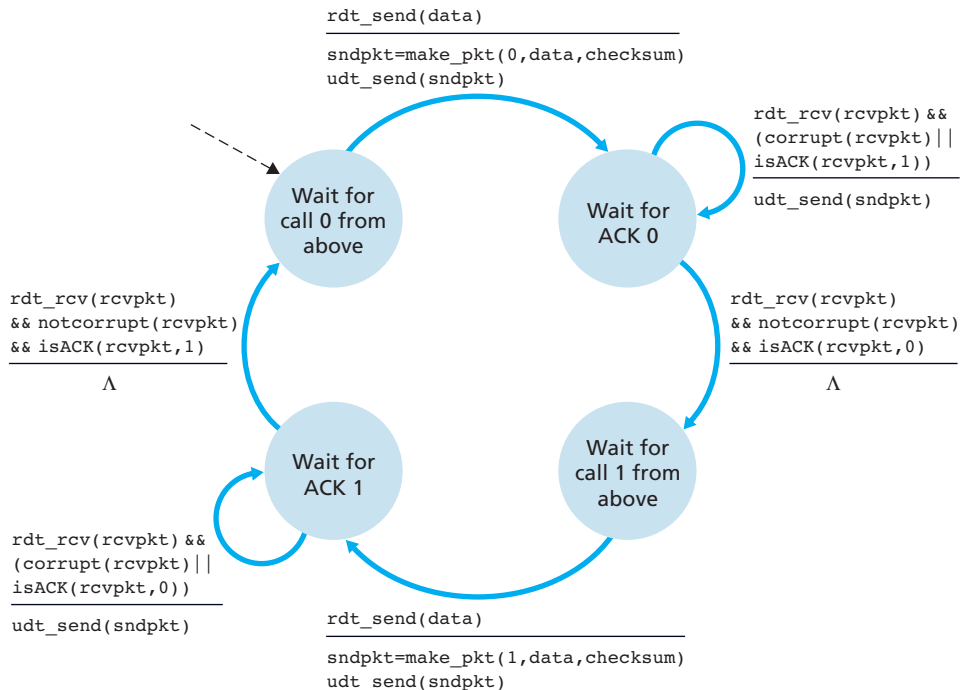 rdt_send(data)
sndpkt=make_pkt(0,data,checksum)
udt_send(sndpkt)
rdt_rcv(rcvpkt) &&
(corrupt(rcvpkt)||
isACK(rcvpkt,1))
udt_send(sndpkt)
Wait for
call 0 from
above
Wait for
ACK 0
rdt_rcv(rcvpkt)
&& notcorrupt(rcvpkt)
&& isACK(rcvpkt,1)
Λ
rdt_rcv(rcvpkt)
&& notcorrupt(rcvpkt)
&& isACK(rcvpkt,0)
Λ
Wait for
ACK 1
Wait for
call 1 from
above
rdt_rcv(rcvpkt) &&
(corrupt(rcvpkt)||
isACK(rcvpkt,0))
udt_send(sndpkt)
rdt_send(data)
sndpkt=make_pkt(1,data,checksum)
udt send(sndpkt)